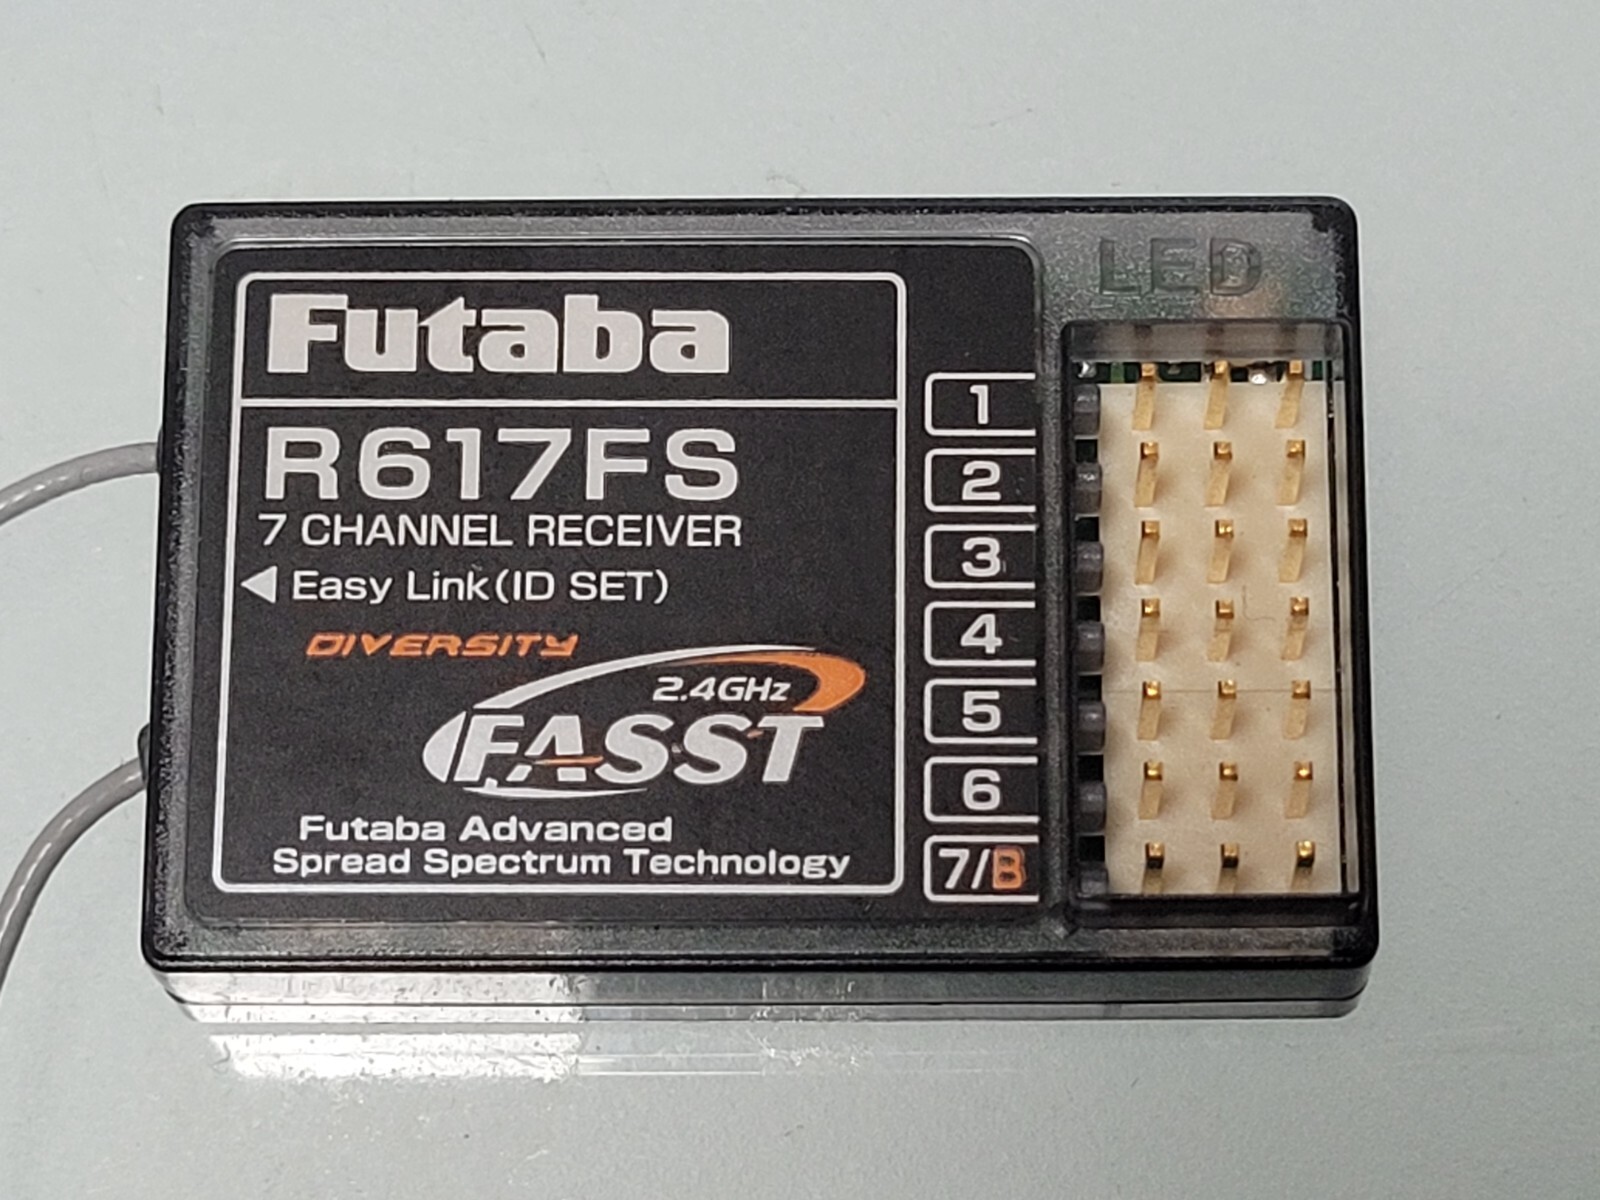 LED
Futaba
R617FS
7 CHANNEL RECEIVER
◀ Easy Link(ID SET)
DIVERSITY
2.4GHz
FASST
Futaba Advanced
Spread Spectrum Technology
1
2
3
4
5
6
7/B